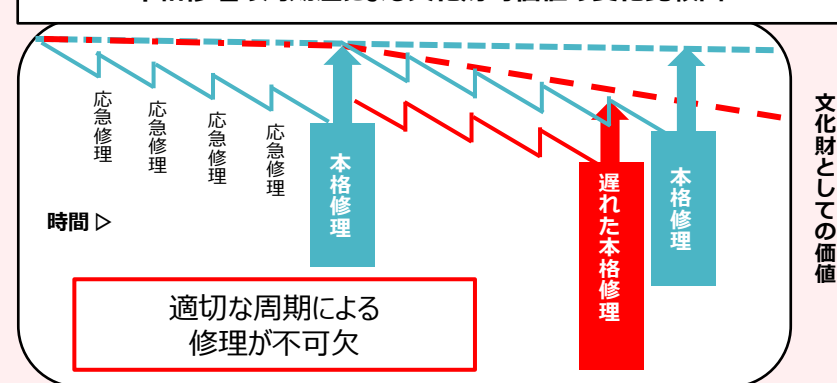 応急修理
応急修理
応急修理
応急修理
本格修理
遅れた本格修理
本格修理
文化財としての価値
時間 ▷
適切な周期による
修理が不可欠